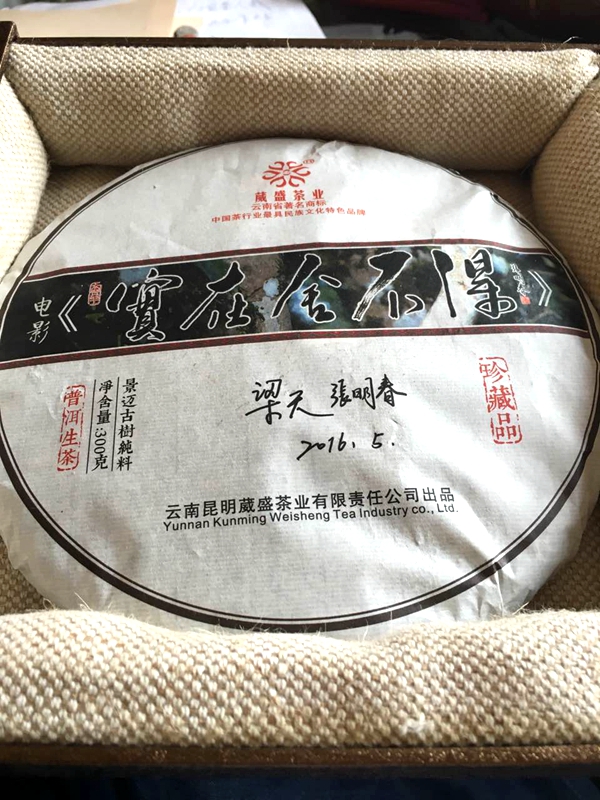 葳盛茶业
云南省著名商标
中国茶行业最具民族文化特色品牌
电影《實在舍不得》
珍藏品
景迈古樹純料
淨含量:300克
普洱生茶
梁天 張明春
2016.5.
云南昆明葳盛茶业有限责任公司出品
Yunnan Kunming Weisheng Tea Industry co., Ltd.